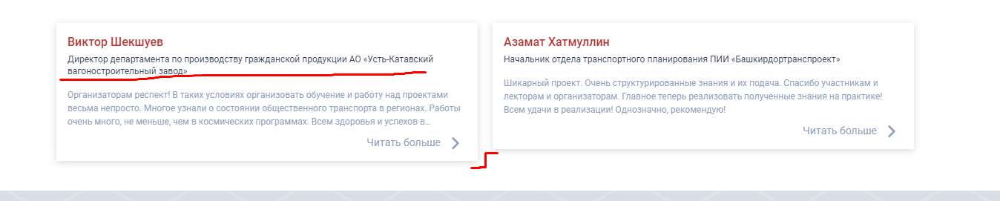 Виктор Шекшуев
Директор департамента по производству гражданской продукции АО «Усть-Катавский
вагоностроительный завод»
Организаторам респект! В таких условиях организовать обучение и работу над проектами
весьма непросто. Многое узнали о состоянии общественного транспорта в регионах. Работы
очень много, не меньше, чем в космических программах. Всем здоровья и успехов в...
Читать больше
Азамат Хатмуллин
Начальник отдела транспортного планирования ПИИ «Башкирдортранспроект»
Шикарный проект. Очень структурированные знания и их подача. Спасибо участникам и
лекторам и организаторам. Главное теперь реализовать полученные знания на практике!
Всем удачи в реализации! Однозначно, рекомендую!
Читать больше